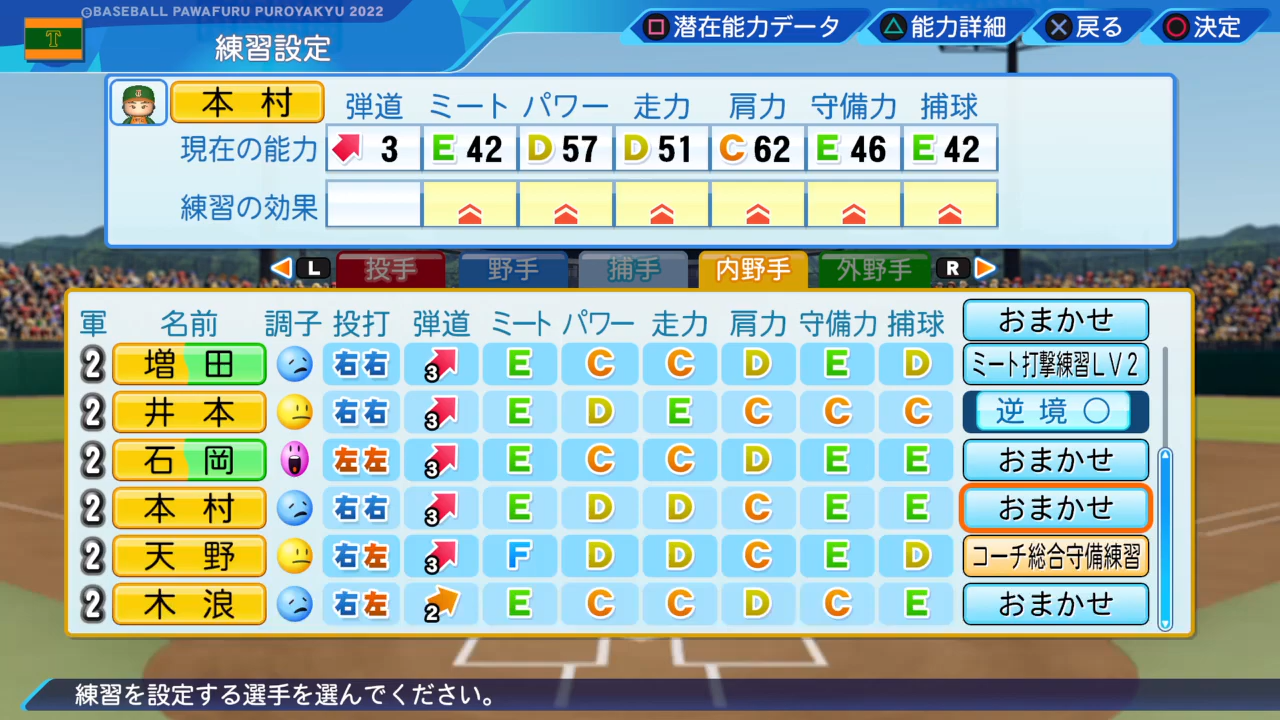 ©BASEBALL PAWAFURU PUROYAKYU 2022
T
練習設定
潜在能力データ 能力詳細 戻る 決定
本村 弾道 ミート パワー 走力 肩力 守備力 捕球
現在の能力 3 E 42 D 57 D 51 C 62 E 46 E 42
練習の効果
L 投手 野手 捕手 内野手 外野手 R
軍 名前 調子 投打 弾道 ミート パワー 走力 肩力 守備力 捕球 おまかせ
2 増田 右右 3 E C C D E D ミート打撃練習LV2
2 井本 右右 3 E D E C C C 逆境○
2 石岡 左左 3 E C C D E E おまかせ
2 本村 右右 3 E D D C E E おまかせ
2 天野 右左 3 F D D C E D コーチ総合守備練習
2 木浪 右左 2 E C C D C E おまかせ
練習を設定する選手を選んでください。